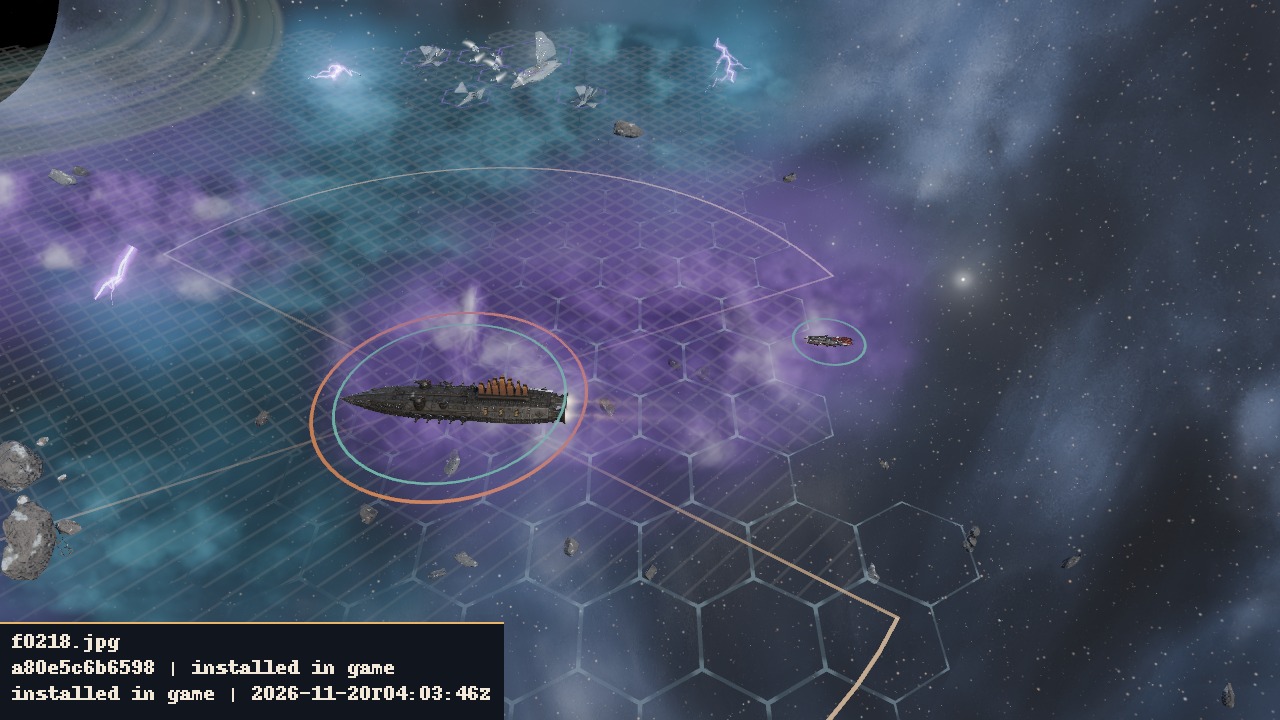 f0218.jpg
a80e5c6b6598 | installed in game
installed in game | 2026-11-20T04:03:46Z